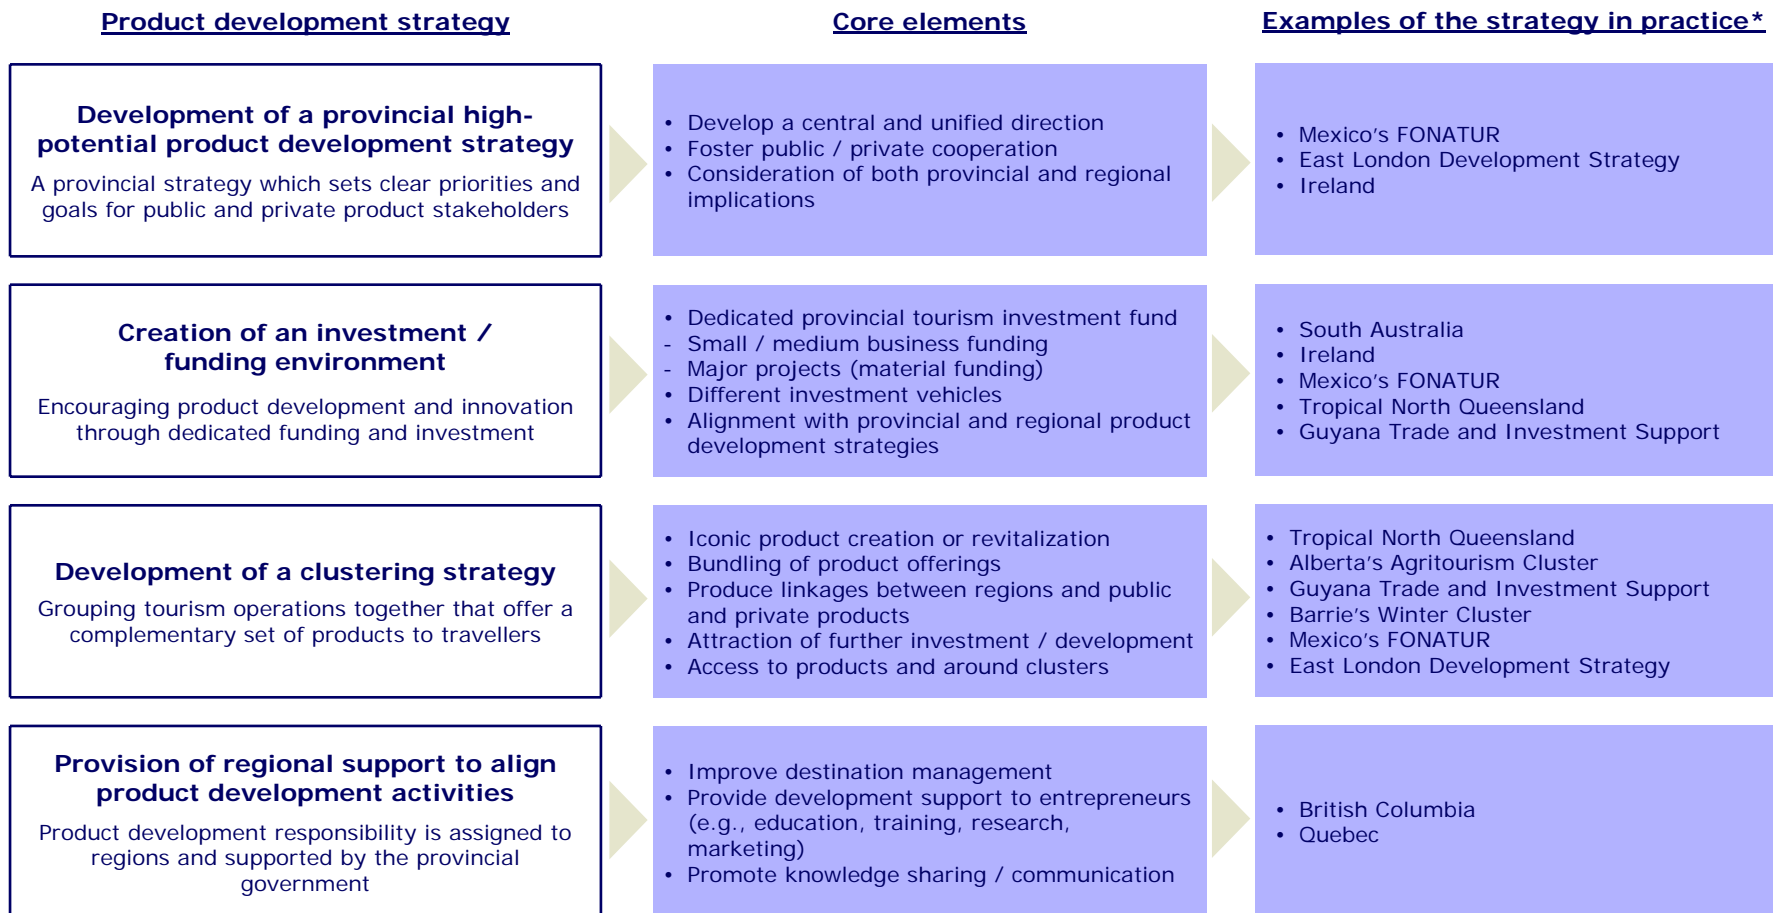 Product development strategy
Core elements
Examples of the strategy in practice*
Development of a provincial high-
potential product development strategy
A provincial strategy which sets clear priorities and
goals for public and private product stakeholders
• Develop a central and unified direction
• Foster public / private cooperation
• Consideration of both provincial and regional
implications
• Mexico's FONATUR
• East London Development Strategy
• Ireland
Creation of an investment /
funding environment
Encouraging product development and innovation
through dedicated funding and investment
• Dedicated provincial tourism investment fund
- Small / medium business funding
- Major projects (material funding)
• Different investment vehicles
• Alignment with provincial and regional product
development strategies
• South Australia
• Ireland
• Mexico's FONATUR
• Tropical North Queensland
• Guyana Trade and Investment Support
Development of a clustering strategy
Grouping tourism operations together that offer a
complementary set of products to travellers
• Iconic product creation or revitalization
• Bundling of product offerings
• Produce linkages between regions and public
and private products
• Attraction of further investment / development
• Access to products and around clusters
• Tropical North Queensland
• Alberta's Agritourism Cluster
• Guyana Trade and Investment Support
• Barrie's Winter Cluster
• Mexico's FONATUR
• East London Development Strategy
Provision of regional support to align
product development activities
Product development responsibility is assigned to
regions and supported by the provincial
government
• Improve destination management
• Provide development support to entrepreneurs
(e.g., education, training, research,
marketing)
• Promote knowledge sharing / communication
• British Columbia
• Quebec